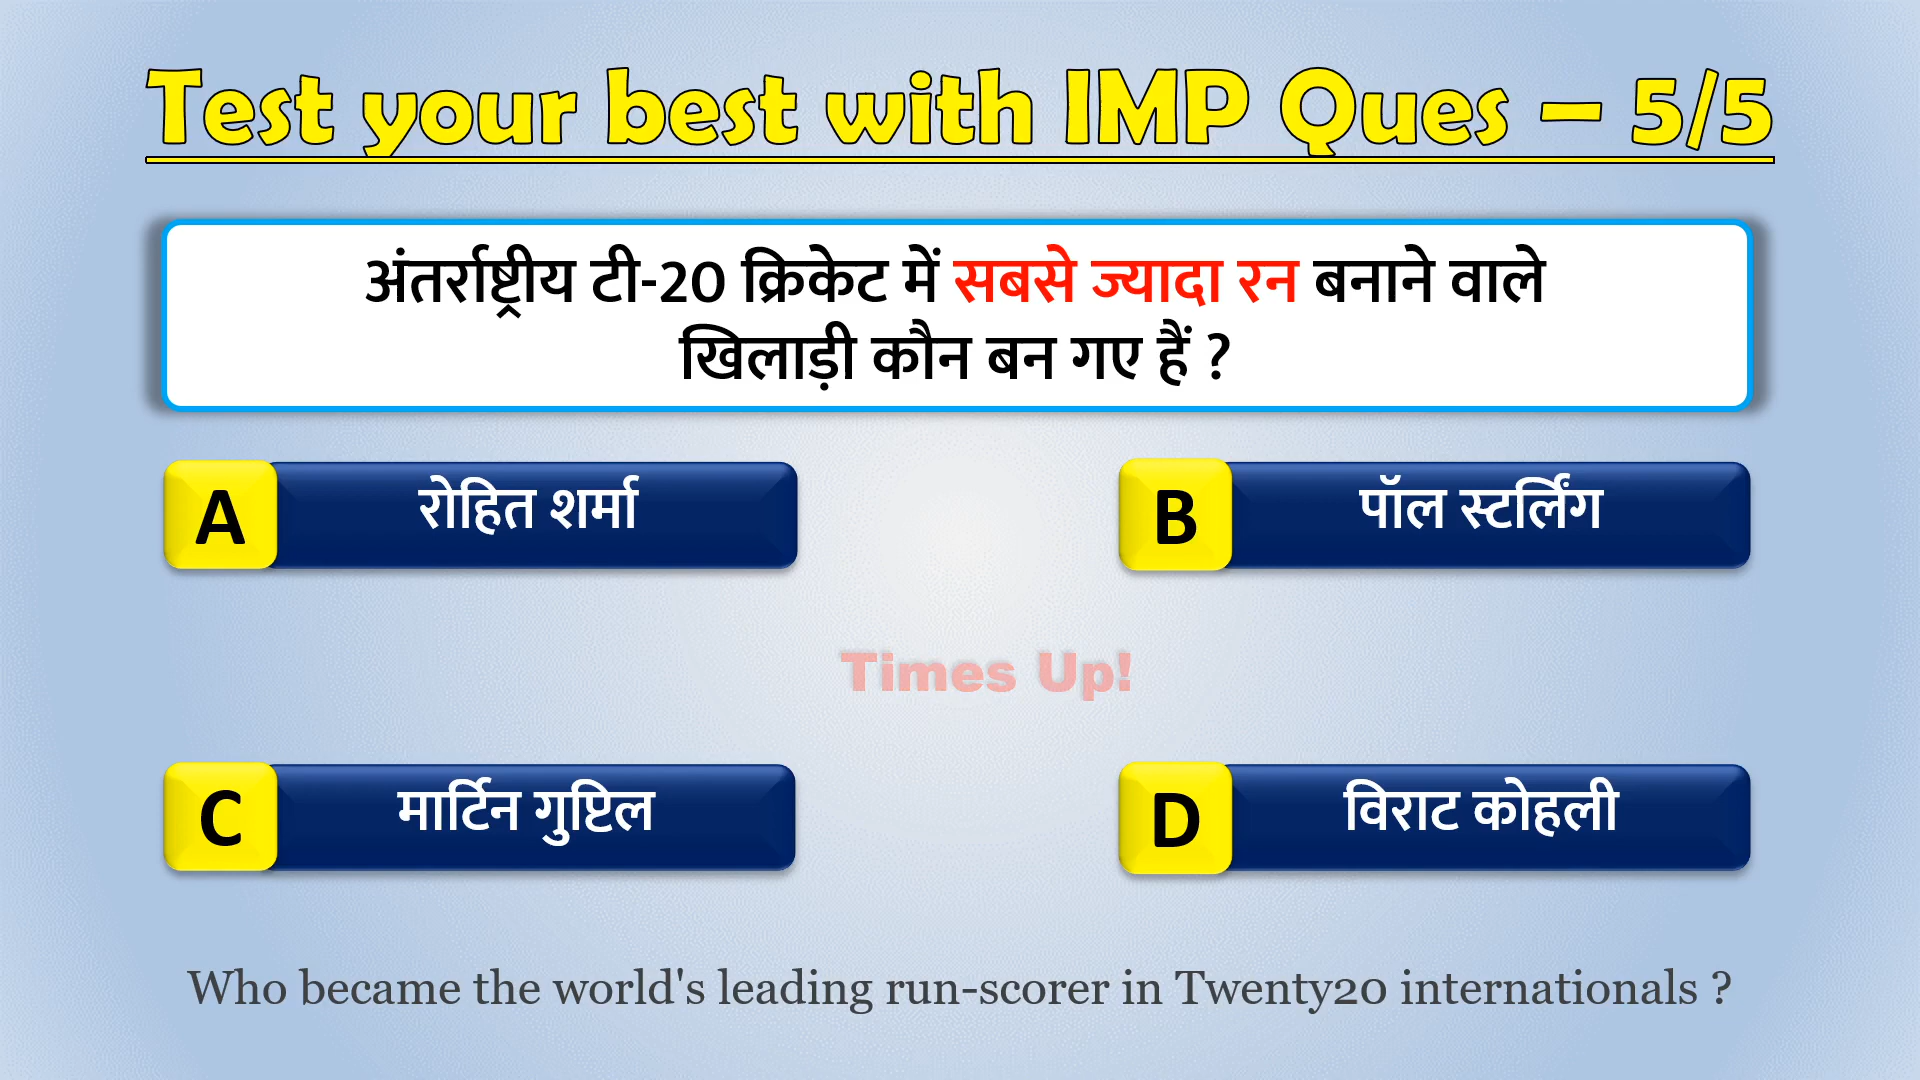 Test your best with IMP Ques – 5/5
अंतर्राष्ट्रीय टी-20 क्रिकेट में सबसे ज्यादा रन बनाने वाले
खिलाड़ी कौन बन गए हैं ?
A रोहित शर्मा
B पॉल स्टर्लिंग
Times Up!
C मार्टिन गुप्टिल
D विराट कोहली
Who became the world's leading run-scorer in Twenty20 internationals ?